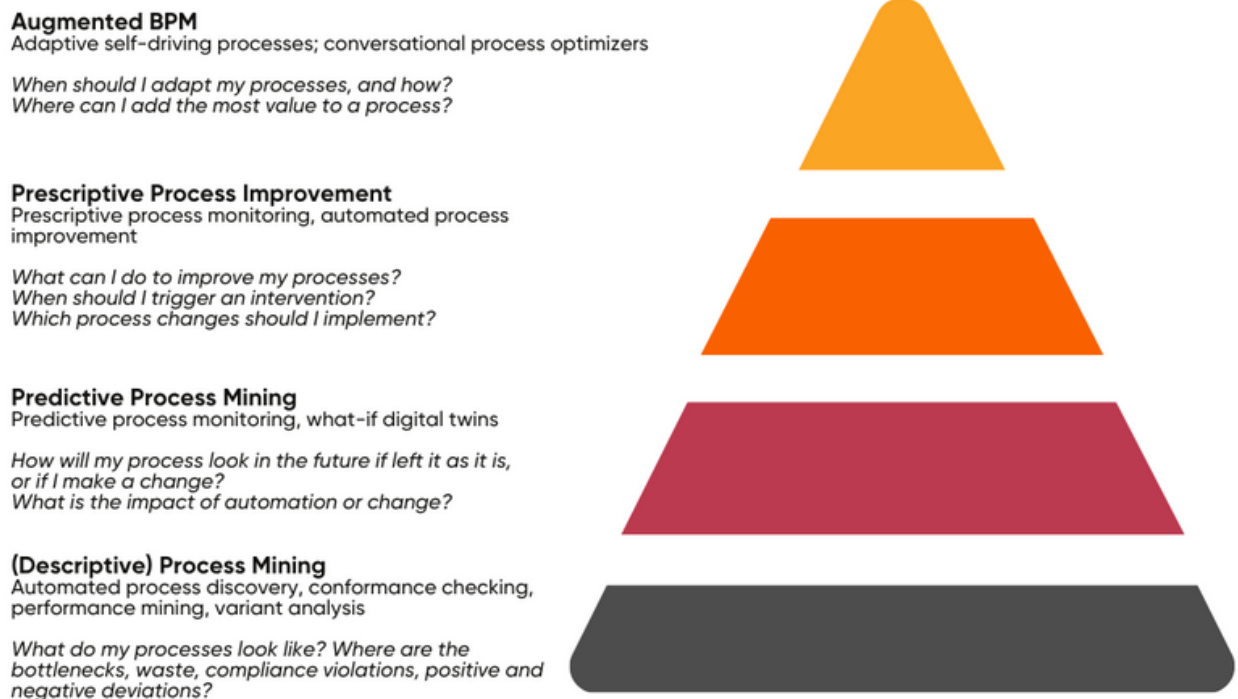 Augmented BPM
Adaptive self-driving processes; conversational process optimizers
When should I adapt my processes, and how?
Where can I add the most value to a process?
Prescriptive Process Improvement
Prescriptive process monitoring, automated process
improvement
What can I do to improve my processes?
When should I trigger an intervention?
Which process changes should I implement?
Predictive Process Mining
Predictive process monitoring, what-if digital twins
How will my process look in the future if left it as it is,
or if I make a change?
What is the impact of automation or change?
(Descriptive) Process Mining
Automated process discovery, conformance checking,
performance mining, variant analysis
What do my processes look like? Where are the
bottlenecks, waste, compliance violations, positive and
negative deviations?